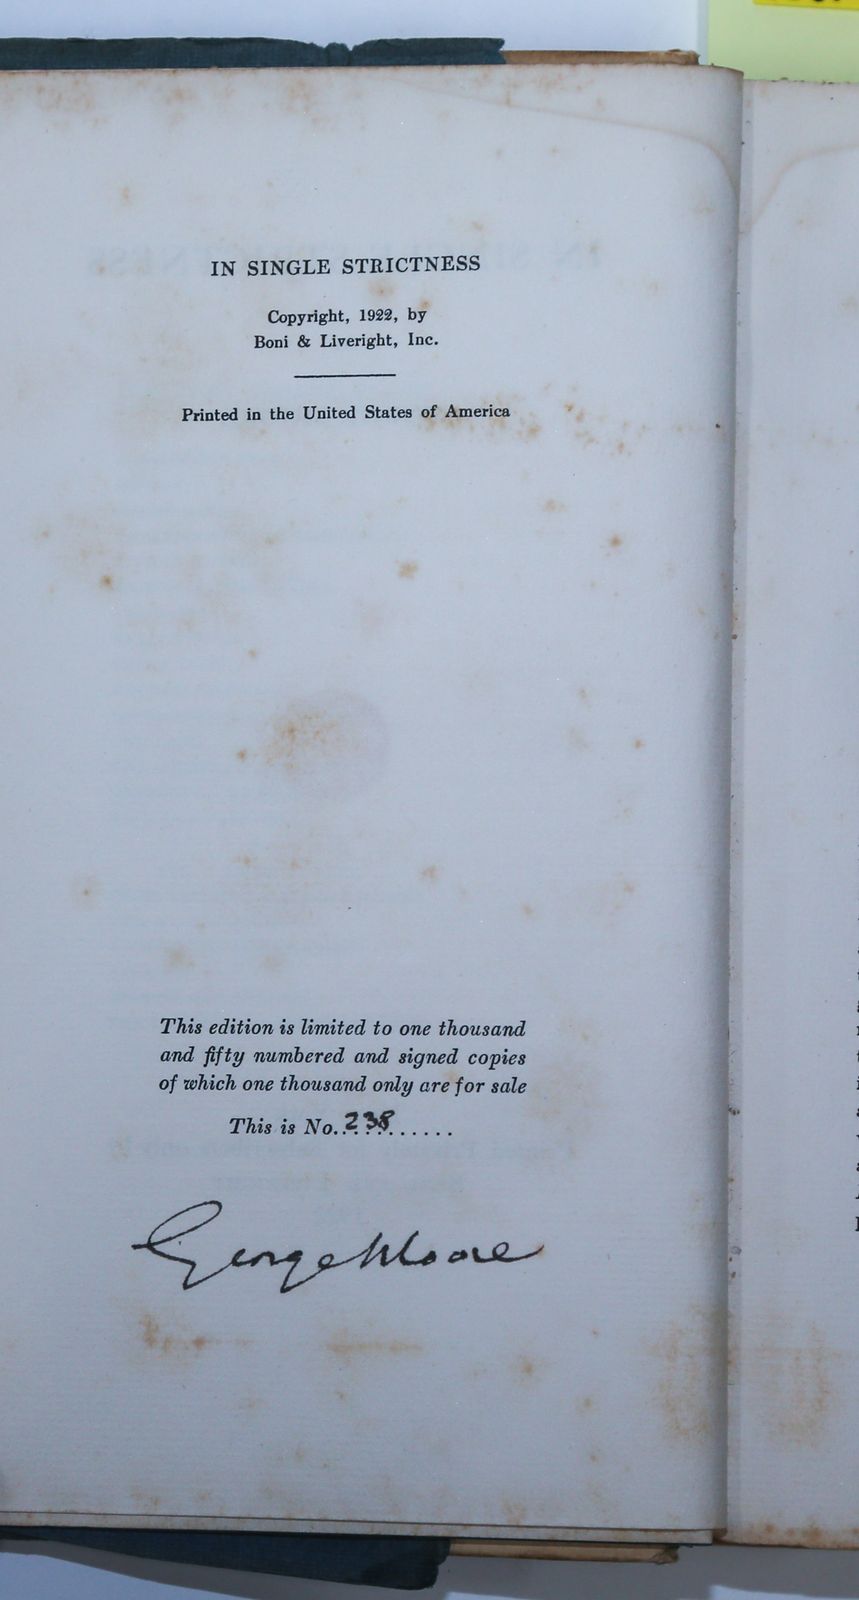 IN SINGLE STRICTNESS
Copyright, 1922, by
Boni & Liveright, Inc.
Printed in the United States of America
This edition is limited to one thousand
and fifty numbered and signed copies
of which one thousand only are for sale
This is No. 238...........
George Moore